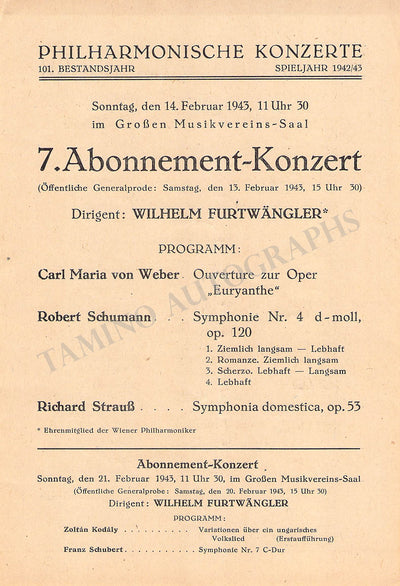 PHILHARMONISCHE KONZERTE
101. BESTANDSJAHR SPIELJAHR 1942/43
Sonntag, den 14. Februar 1943, 11 Uhr 30
im Großen Musikvereins-Saal
7. Abonnement-Konzert
(Öffentliche Generalprode: Samstag, den 13. Februar 1943, 15 Uhr 30)
Dirigent: WILHELM FURTWÄNGLER*
PROGRAMM:
Carl Maria von Weber . Ouverture zur Oper
„Euryanthe“
Robert Schumann . . . Symphonie Nr. 4 d-moll,
op. 120
1. Ziemlich langsam — Lebhaft
2. Romanze. Ziemlich langsam
3. Scherzo. Lebhaft — Langsam
4. Lebhaft
Richard Strauß . . . . Symphonia domestica, op. 53
* Ehrenmitglied der Wiener Philharmoniker
Abonnement-Konzert
Sonntag, den 21. Februar 1943, 11 Uhr 30, im Großen Musikvereins-Saal
(Öffentliche Generalprobe: Samstag, den 20. Februar 1943, 15 Uhr 30)
Dirigent: WILHELM FURTWÄNGLER
PROGRAMM:
Zoltán Kodály . . . . . . . . . . Variationen über ein ungarisches
Volkslied (Erstaufführung)
Franz Schubert . . . . . . . . . . Symphonie Nr. 7 C-Dur
TAMINO AUTOGRAPHS